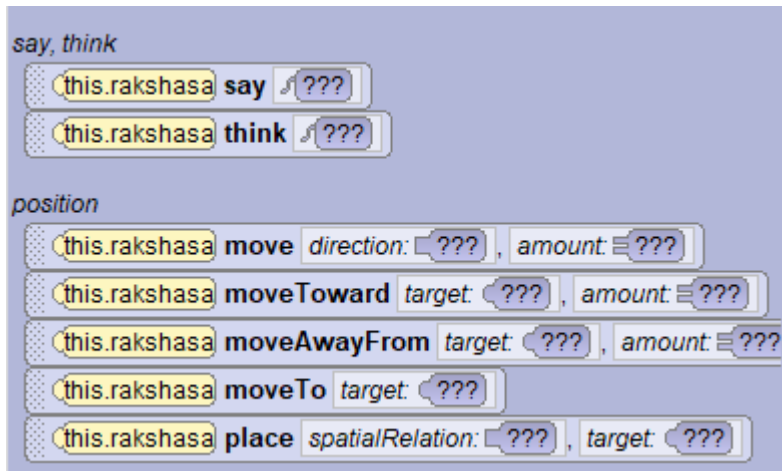 say, think
this.rakshasa say ???
this.rakshasa think ???
position
this.rakshasa move direction: ??? , amount: ???
this.rakshasa moveToward target: ??? , amount: ???
this.rakshasa moveAwayFrom target: ??? , amount: ???
this.rakshasa moveTo target: ???
this.rakshasa place spatialRelation: ??? , target: ???